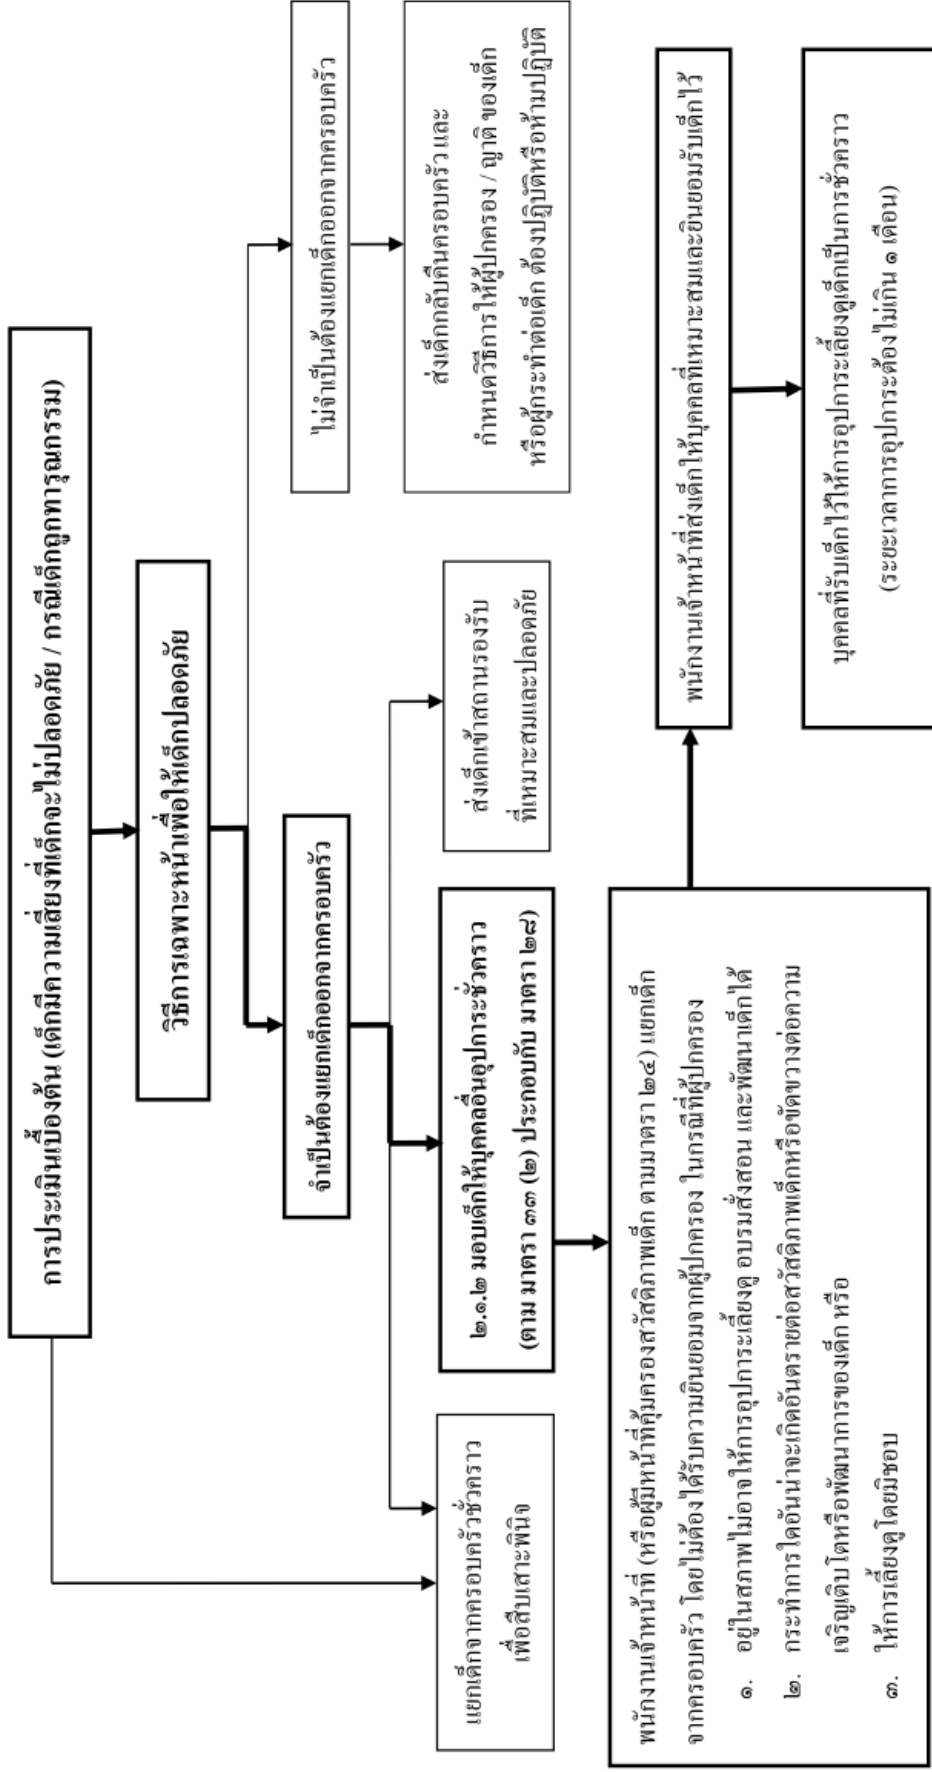 การประเมินเบื้องต้น (เด็กมีความเสี่ยงที่เด็กจะไม่ปลอดภัย / กรณีเด็กถูกทารุณกรรม)
วิธีการเฉพาะหน้าเพื่อให้เด็กปลอดภัย
จำเป็นต้องแยกเด็กออกจากครอบครัว
ไม่จำเป็นต้องแยกเด็กออกจากครอบครัว
แยกเด็กจากครอบครัวชั่วคราว
เพื่อสืบเสาะพินิจ
๒.๑.๒ มอบเด็กให้บุคคลอื่นอุปการะชั่วคราว
(ตาม มาตรา ๓๓ (๒) ประกอบกับ มาตรา ๒๘)
ส่งเด็กเข้าสถานรองรับ
ที่เหมาะสมและปลอดภัย
ส่งเด็กกลับคืนครอบครัว และ
กำหนดวิธีการ ให้ผู้ปกครอง / ญาติ ของเด็ก
หรือผู้กระทำต่อเด็ก ต้องปฏิบัติหรือห้ามปฏิบัติ
พนักงานเจ้าหน้าที่ (หรือผู้มีหน้าที่คุ้มครองสวัสดิภาพเด็ก ตามมาตรา ๒๔) แยกเด็ก
จากครอบครัว โดยไม่ต้องได้รับความยินยอมจากผู้ปกครอง ในกรณีที่ผู้ปกครอง
๑. อยู่ในสภาพไม่อาจให้การอุปการะเลี้ยงดู อบรมสั่งสอน และพัฒนาเด็กได้
๒. กระทำการใดอันน่าจะเกิดอันตรายต่อสวัสดิภาพเด็กหรือขัดขวางต่อความ
เจริญเติบโตหรือพัฒนาการของเด็ก หรือ
๓. ให้การเลี้ยงดูโดยมิชอบ
พนักงานเจ้าหน้าที่ส่งเด็กให้บุคคลที่เหมาะสมและยินยอมรับเด็กไว้
บุคคลที่รับเด็กไว้ให้การอุปการะเลี้ยงดูเด็กเป็นการชั่วคราว
(ระยะเวลาการอุปการะต้องไม่เกิน ๑ เดือน)